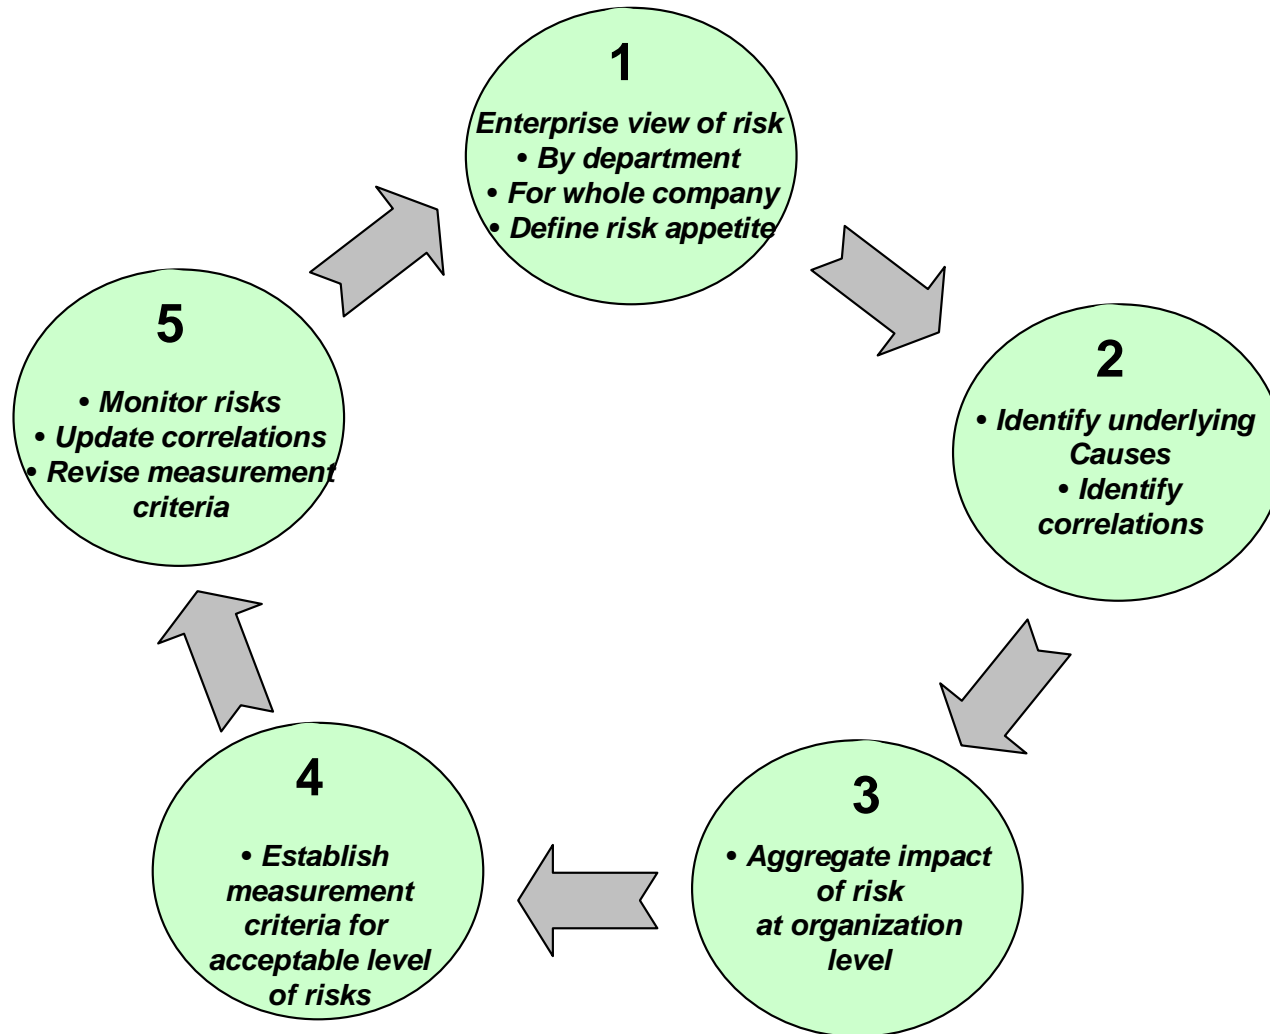 1
Enterprise view of risk
• By department
• For whole company
• Define risk appetite
2
• Identify underlying
Causes
• Identify
correlations
3
• Aggregate impact
of risk
at organization
level
4
• Establish
measurement
criteria for
acceptable level
of risks
5
• Monitor risks
• Update correlations
• Revise measurement
criteria